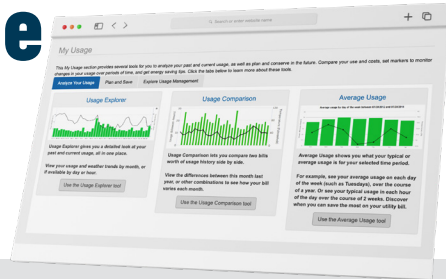 e
Search or enter website name
My Usage
This My Usage section provides several tools for you to analyze your past and current usage, as well as plan and conserve in the future. Compare your use and costs, set markers to monitor
changes in your usage over periods of time, and get energy saving tips. Click the tabs below to learn more about these tools.
Analyze Your Usage Plan and Save Explore Usage Management
Usage Explorer
Usage Explorer gives you a detailed look at your
past and current usage, all in one place.
View your usage and weather trends by month, or
if available by day or hour.
Use the Usage Explorer tool
Usage Comparison
Usage Comparison lets you compare two bills
worth of usage history side by side.
View the differences between this month last
year, or other combinations to see how your bill
varies each month.
Use the Usage Comparison tool
Average Usage
Average Usage shows you what your typical or
average usage is for your selected time period.
For example, see your average usage on each day
of the week (such as Tuesdays), over the course
of a year. Or see your typical usage in each hour
of the day over the course of 2 weeks. Discover
when you can save the most on your utility bill.
Use the Average Usage tool